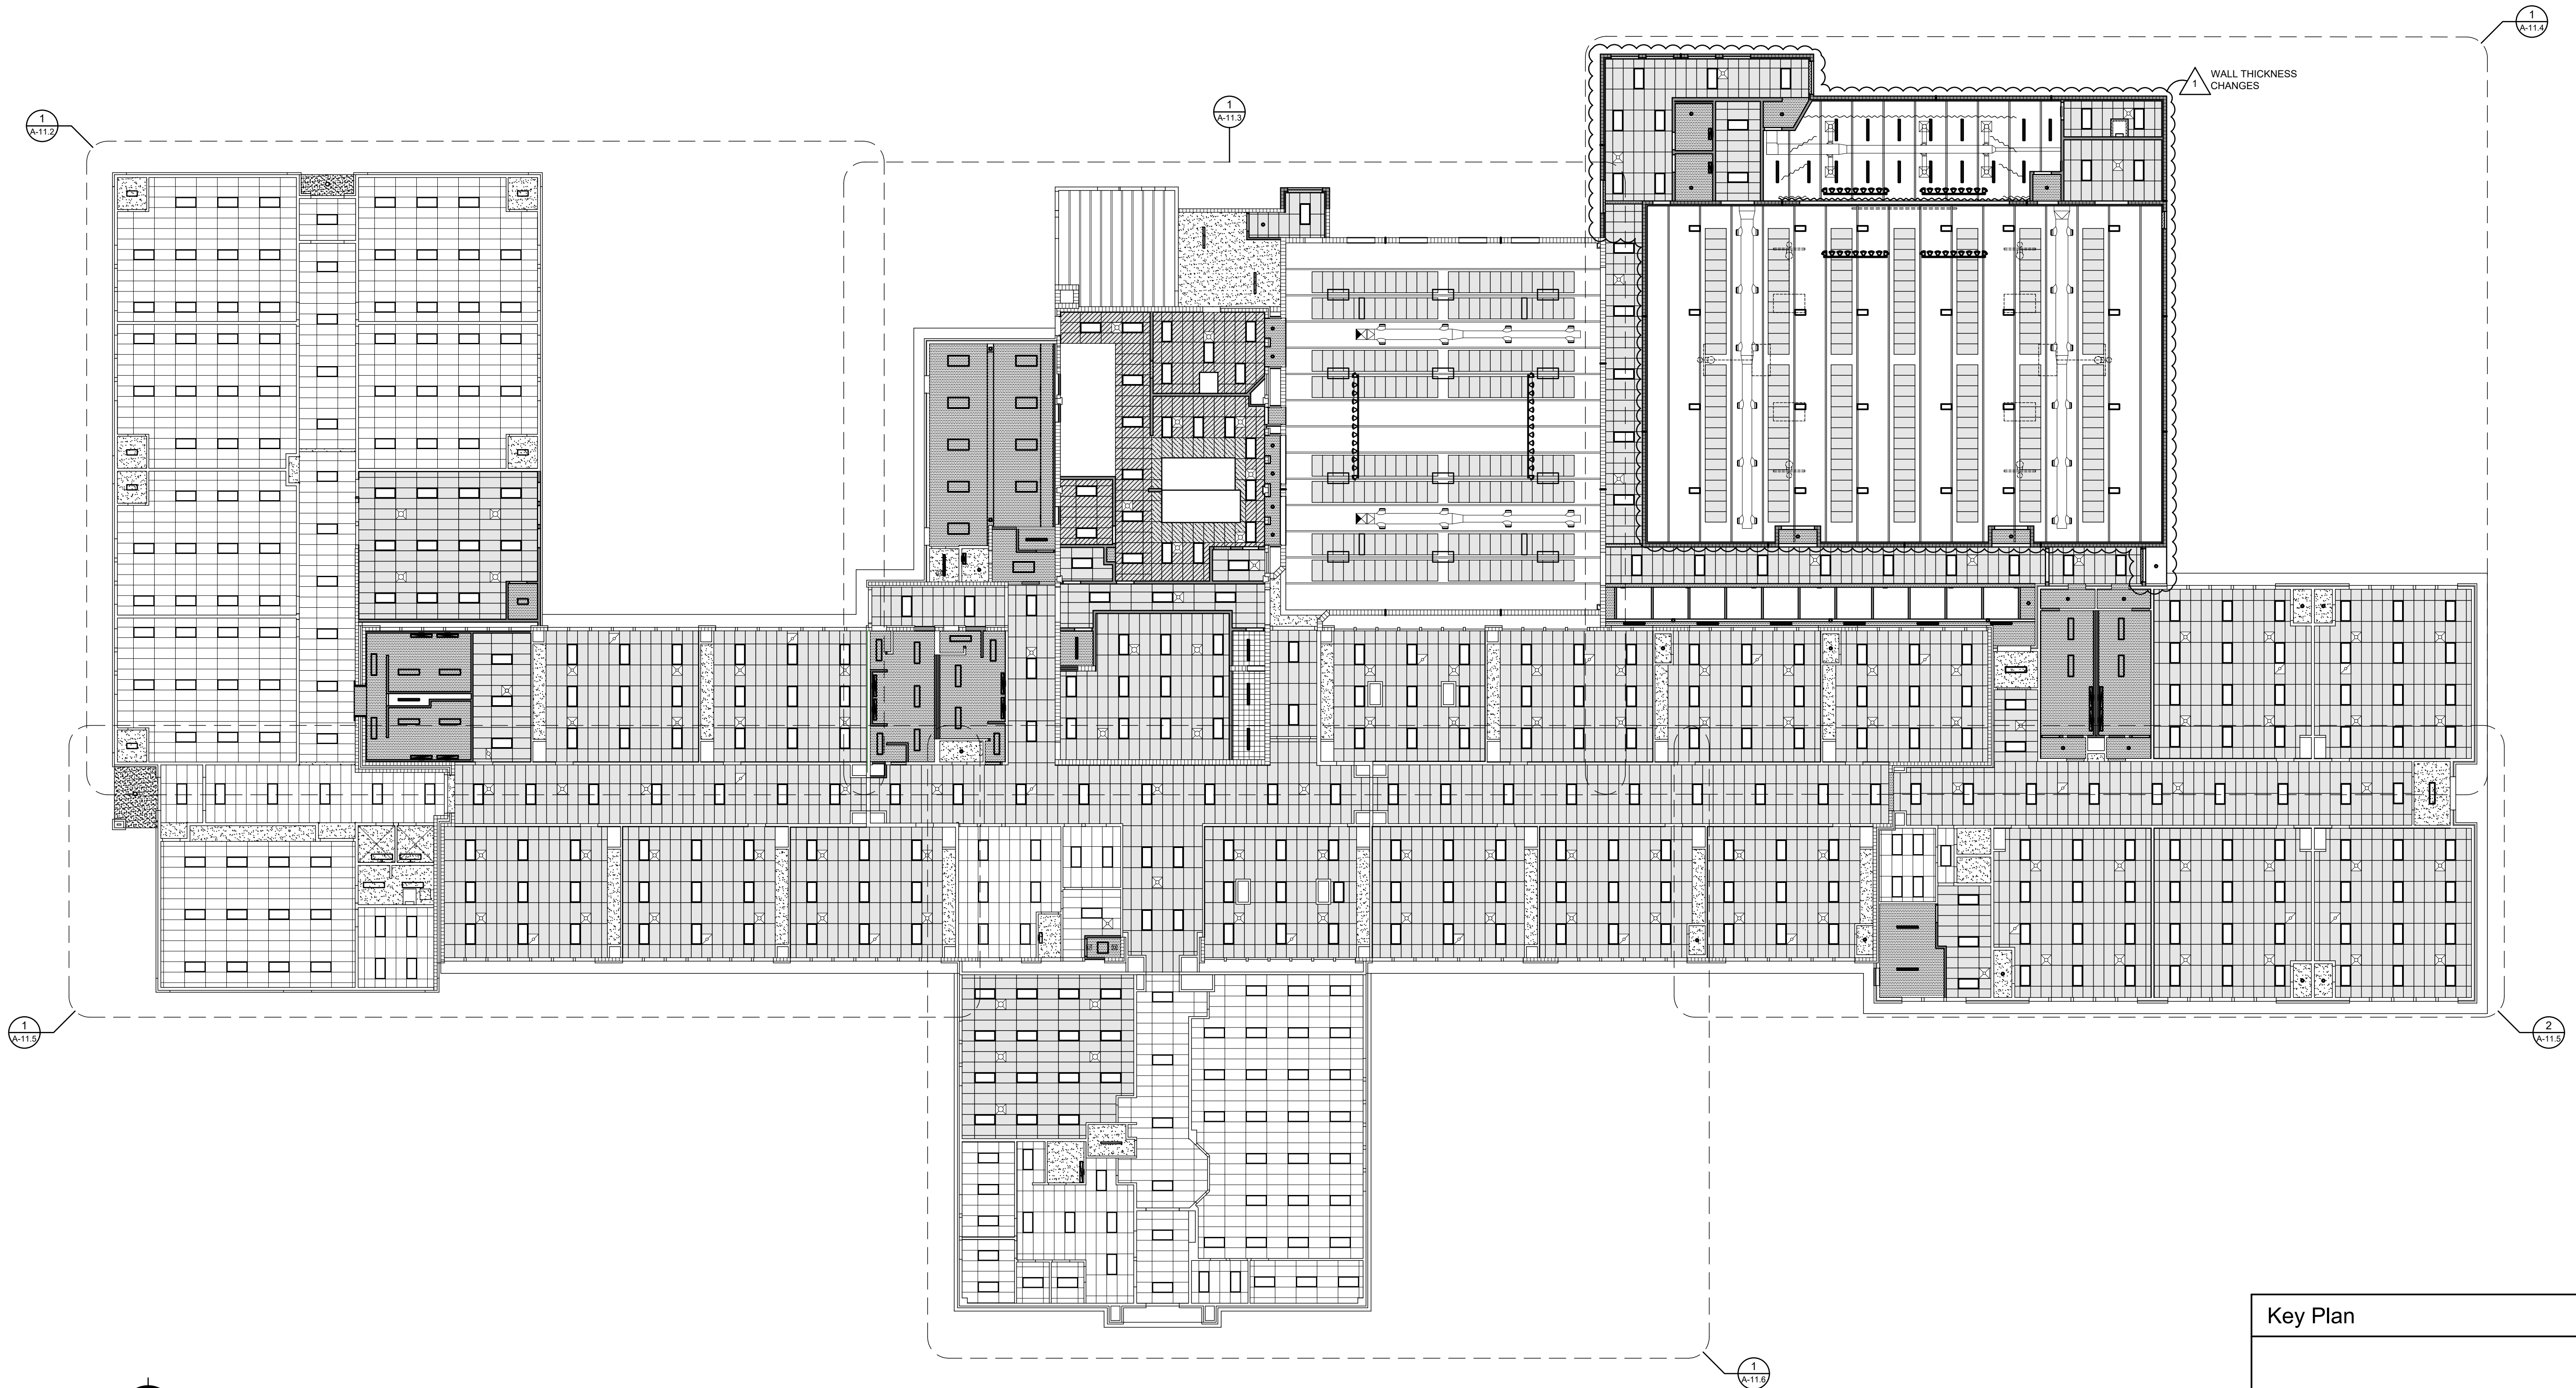 1
A-11.4
1
WALL THICKNESS
CHANGES
1
A-11.3
1
A-11.2
1
A-11.5
2
A-11.5
Key Plan
1
A-11.6